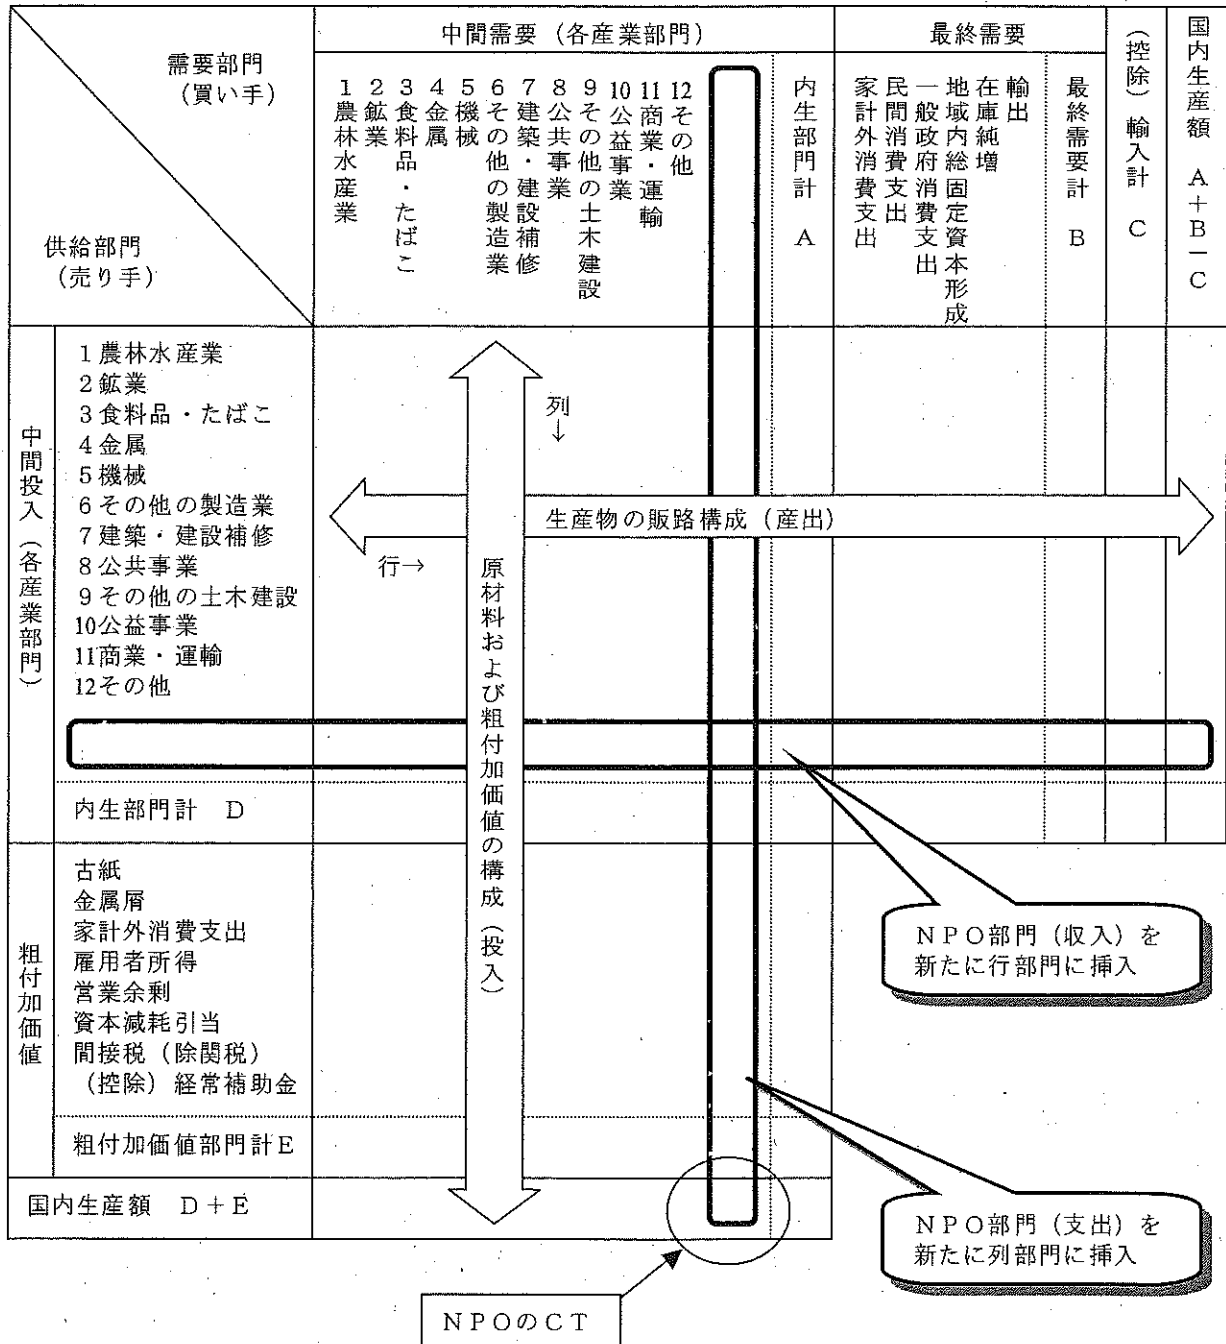 需要部門
(買い手)
供給部門
(売り手)
中間需要(各産業部門)
1農林水産業
2鉱業
3食料品・たばこ
4金属
5機械
6その他の製造業
7建築・建設補修
8公共事業
9その他の土木建設
10公益事業
11商業・運輸
12その他
内生部門計 A
最終需要
家計外消費支出
民間消費支出
一般政府消費支出
地域内総固定資本形成
在庫純増
輸出
最終需要計 B
(控除)輸入計 C
国内生産額 A+B-C
中間投入(各産業部門)
1農林水産業
2鉱業
3食料品・たばこ
4金属
5機械
6その他の製造業
7建築・建設補修
8公共事業
9その他の土木建設
10公益事業
11商業・運輸
12その他
列
↓
生産物の販路構成(産出)
行→
原材料および粗付加価値の構成(投入)
内生部門計 D
粗付加価値
古紙
金属屑
家計外消費支出
雇用者所得
営業余剰
資本減耗引当
間接税(除関税)
(控除)経常補助金
粗付加価値部門計E
国内生産額 D+E
NPO部門(収入)を
新たに行部門に挿入
NPO部門(支出)を
新たに列部門に挿入
NPOのCT